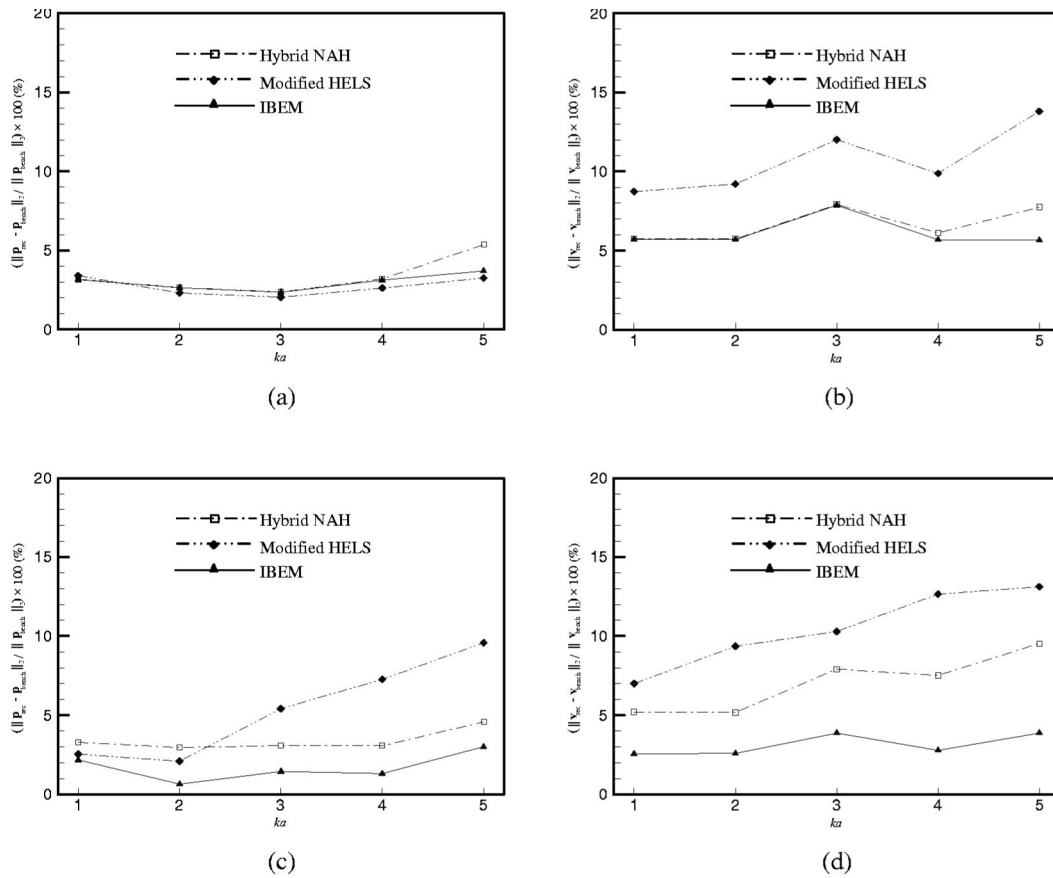 20
15
10
5
0
1 2 3 4 5
ka
(|| p_rec - p_bench ||_2 / || p_bench ||_2) × 100 (%)
Hybrid NAH
Modified HELS
IBEM
(a)
20
15
10
5
0
1 2 3 4 5
ka
(|| v_rec - v_bench ||_2 / || v_bench ||_2) × 100 (%)
Hybrid NAH
Modified HELS
IBEM
(b)
20
15
10
5
0
1 2 3 4 5
ka
(|| p_rec - p_bench ||_2 / || p_bench ||_2) × 100 (%)
Hybrid NAH
Modified HELS
IBEM
(c)
20
15
10
5
0
1 2 3 4 5
ka
(|| v_rec - v_bench ||_2 / || v_bench ||_2) × 100 (%)
Hybrid NAH
Modified HELS
IBEM
(d)